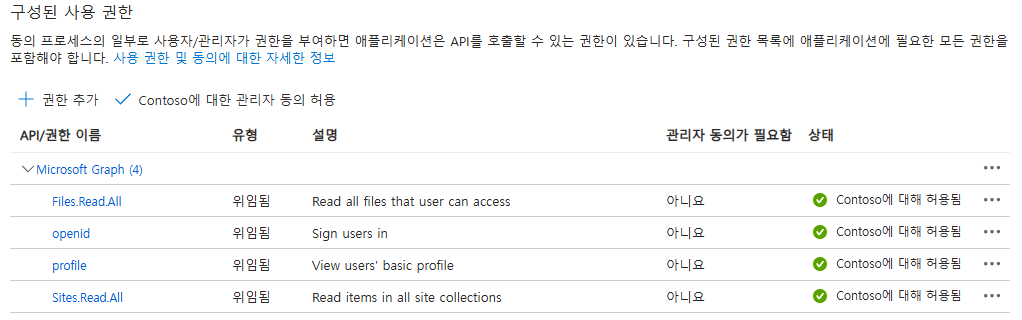 구성된 사용 권한
동의 프로세스의 일부로 사용자/관리자가 권한을 부여하면 애플리케이션은 API를 호출할 수 있는 권한이 있습니다. 구성된 권한 목록에 애플리케이션에 필요한 모든 권한을
포함해야 합니다. 사용 권한 및 동의에 대한 자세한 정보
권한 추가 Contoso에 대한 관리자 동의 허용
API/권한 이름 유형 설명 관리자 동의가 필요함 상태
Microsoft Graph (4) ...
Files.Read.All 위임됨 Read all files that user can access 아니요 Contoso에 대해 허용됨 ...
openid 위임됨 Sign users in 아니요 Contoso에 대해 허용됨 ...
profile 위임됨 View users' basic profile 아니요 Contoso에 대해 허용됨 ...
Sites.Read.All 위임됨 Read items in all site collections 아니요 Contoso에 대해 허용됨 ...